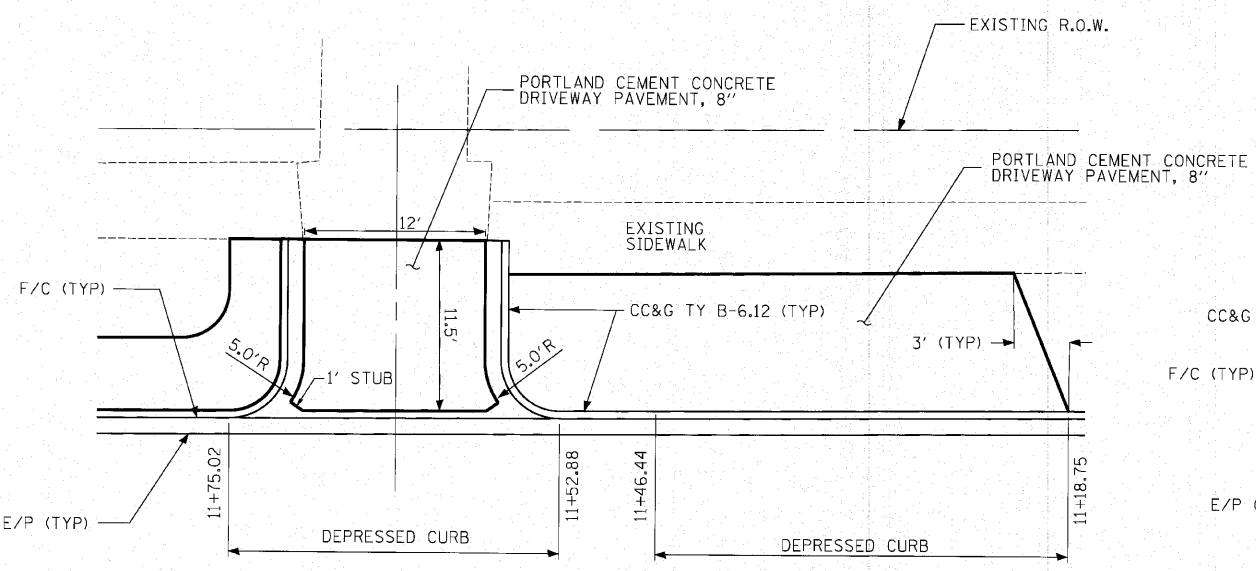 EXISTING R.O.W.
PORTLAND CEMENT CONCRETE
DRIVEWAY PAVEMENT, 8''
PORTLAND CEMENT CONCRETE
DRIVEWAY PAVEMENT, 8''
12'
EXISTING
SIDEWALK
F/C (TYP)
11.5'
CC&G TY B-6.12 (TYP)
CC&G
3' (TYP)
5.0'R
1' STUB
5.0'R
F/C (TYP)
11+75.02
11+52.88
11+46.44
11+18.75
E/P (TYP)
E/P (
DEPRESSED CURB
DEPRESSED CURB